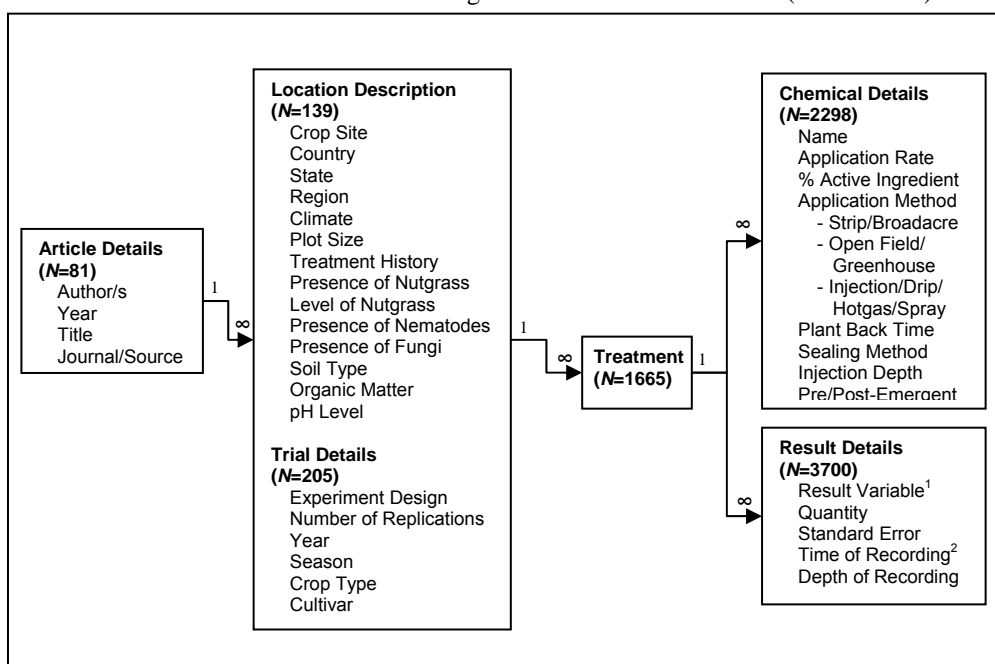 Article Details
(N=81)
Author/s
Year
Title
Journal/Source
1
∞
Location Description
(N=139)
Crop Site
Country
State
Region
Climate
Plot Size
Treatment History
Presence of Nutgrass
Level of Nutgrass
Presence of Nematodes
Presence of Fungi
Soil Type
Organic Matter
pH Level
Trial Details
(N=205)
Experiment Design
Number of Replications
Year
Season
Crop Type
Cultivar
1
∞
Treatment
(N=1665)
1
∞
∞
Chemical Details
(N=2298)
Name
Application Rate
% Active Ingredient
Application Method
- Strip/Broadacre
- Open Field/
Greenhouse
- Injection/Drip/
Hotgas/Spray
Plant Back Time
Sealing Method
Injection Depth
Pre/Post-Emergent
Result Details
(N=3700)
Result Variable1
Quantity
Standard Error
Time of Recording2
Depth of Recording